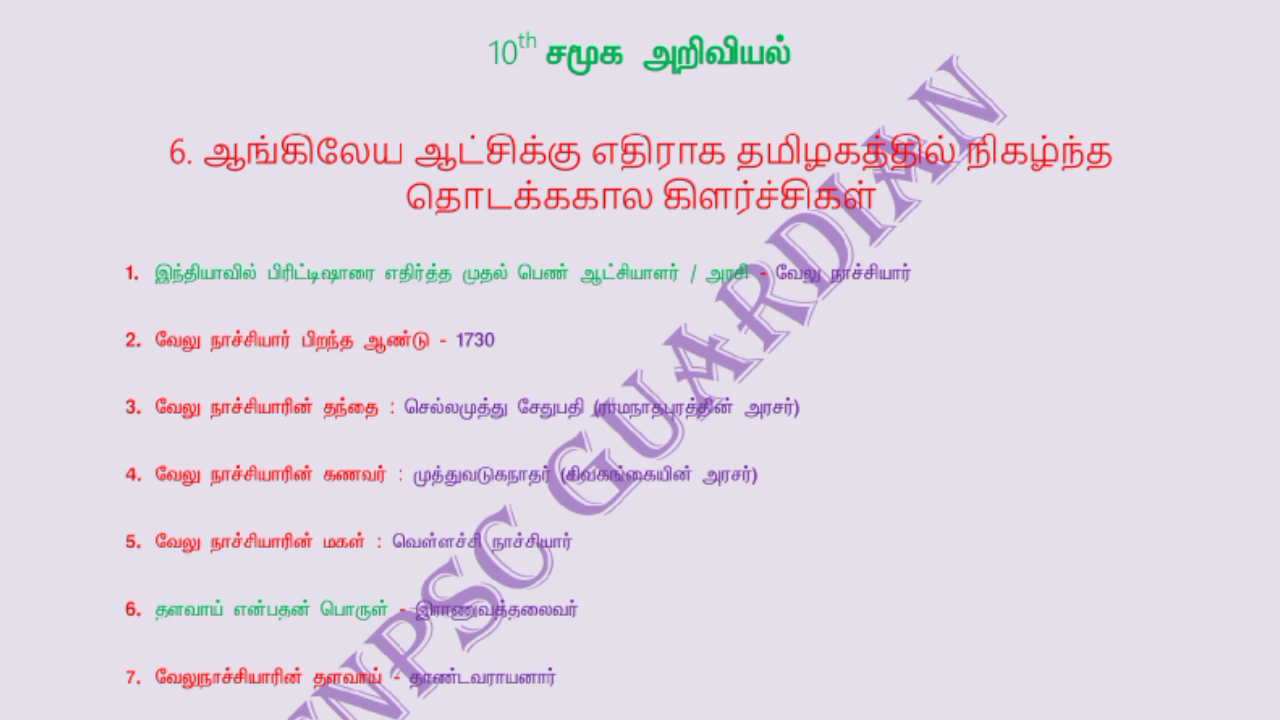 10th சமூக அறிவியல்
6. ஆங்கிலேய ஆட்சிக்கு எதிராக தமிழகத்தில் நிகழ்ந்த
தொடக்ககால கிளர்ச்சிகள்
1. இந்தியாவில் பிரிட்டிஷாரை எதிர்த்த முதல் பெண் ஆட்சியாளர் / அரசி - வேலு நாச்சியார்
2. வேலு நாச்சியார் பிறந்த ஆண்டு - 1730
3. வேலு நாச்சியாரின் தந்தை : செல்லமுத்து சேதுபதி (ராமநாதபுரத்தின் அரசர்)
4. வேலு நாச்சியாரின் கணவர் : முத்துவடுகநாதர் (சிவகங்கையின் அரசர்)
5. வேலு நாச்சியாரின் மகள் : வெள்ளச்சி நாச்சியார்
6. தளவாய் என்பதன் பொருள் - இராணுவத்தலைவர்
7. வேலுநாச்சியாரின் தளவாய் - தாண்டவராயனார்
TNPSC GUARDIAN